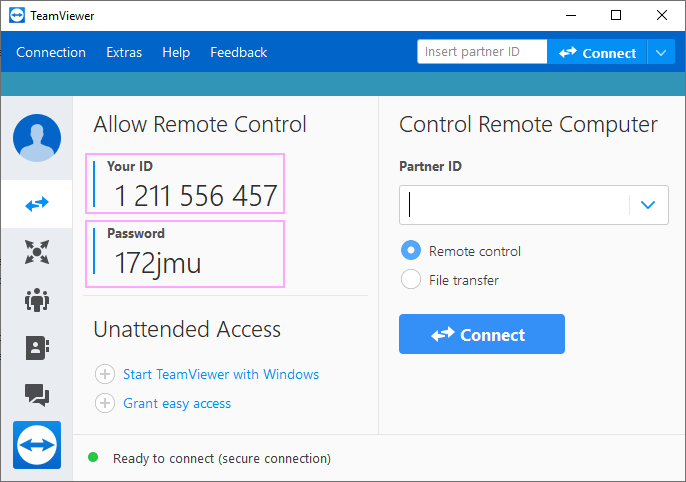 TeamViewer
Connection Extras Help Feedback
Insert partner ID
Connect
Allow Remote Control
Your ID
1 211 556 457
Password
172jmu
Unattended Access
Start TeamViewer with Windows
Grant easy access
Control Remote Computer
Partner ID
Remote control
File transfer
Connect
Ready to connect (secure connection)